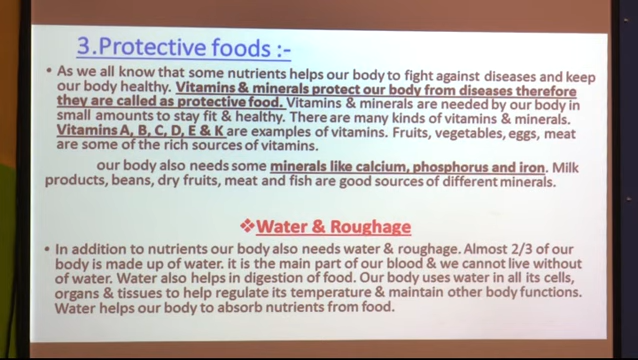 3.Protective foods :-
• As we all know that some nutrients helps our body to fight against diseases and keep
our body healthy. Vitamins & minerals protect our body from diseases therefore
they are called as protective food. Vitamins & minerals are needed by our body in
small amounts to stay fit & healthy. There are many kinds of vitamins & minerals.
Vitamins A, B, C, D, E & K are examples of vitamins. Fruits, vegetables, eggs, meat
are some of the rich sources of vitamins.
our body also needs some minerals like calcium, phosphorus and iron. Milk
products, beans, dry fruits, meat and fish are good sources of different minerals.
❖Water & Roughage
• In addition to nutrients our body also needs water & roughage. Almost 2/3 of our
body is made up of water. it is the main part of our blood & we cannot live without
of water. Water also helps in digestion of food. Our body uses water in all its cells,
organs & tissues to help regulate its temperature & maintain other body functions.
Water helps our body to absorb nutrients from food.